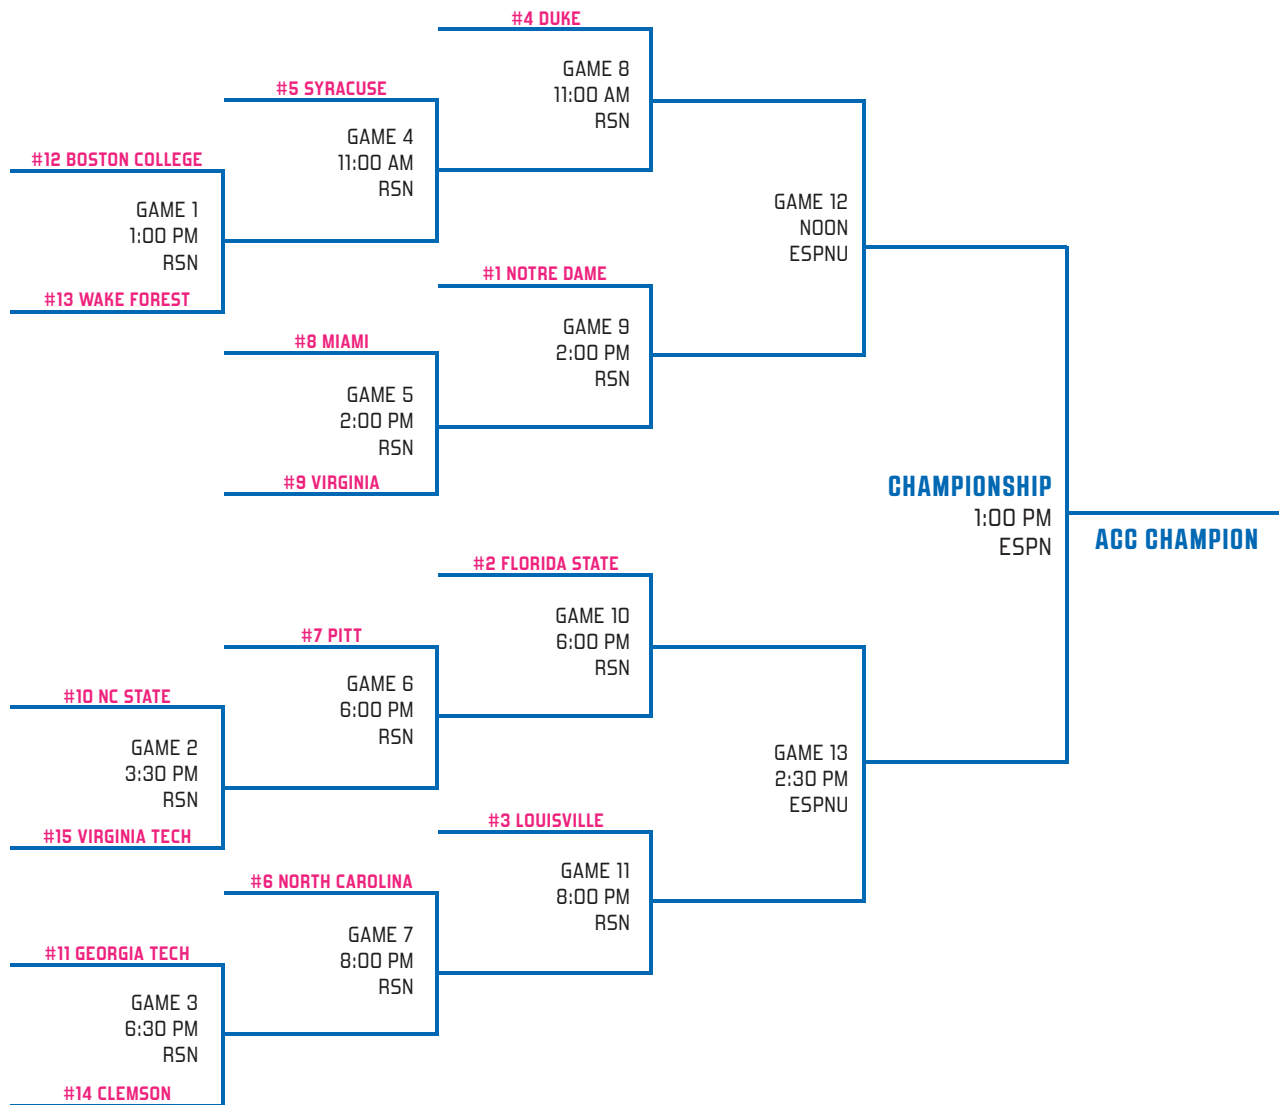 #4 DUKE
GAME 8
11:00 AM
RSN
#5 SYRACUSE
GAME 4
11:00 AM
RSN
#12 BOSTON COLLEGE
GAME 1
1:00 PM
RSN
#13 WAKE FOREST
GAME 12
NOON
ESPNU
#1 NOTRE DAME
GAME 9
2:00 PM
RSN
#8 MIAMI
GAME 5
2:00 PM
RSN
#9 VIRGINIA
CHAMPIONSHIP
1:00 PM
ESPN
ACC CHAMPION
#2 FLORIDA STATE
GAME 10
6:00 PM
RSN
#7 PITT
GAME 6
6:00 PM
RSN
#10 NC STATE
GAME 2
3:30 PM
RSN
#15 VIRGINIA TECH
GAME 13
2:30 PM
ESPNU
#3 LOUISVILLE
GAME 11
8:00 PM
RSN
#6 NORTH CAROLINA
GAME 7
8:00 PM
RSN
#11 GEORGIA TECH
GAME 3
6:30 PM
RSN
#14 CLEMSON